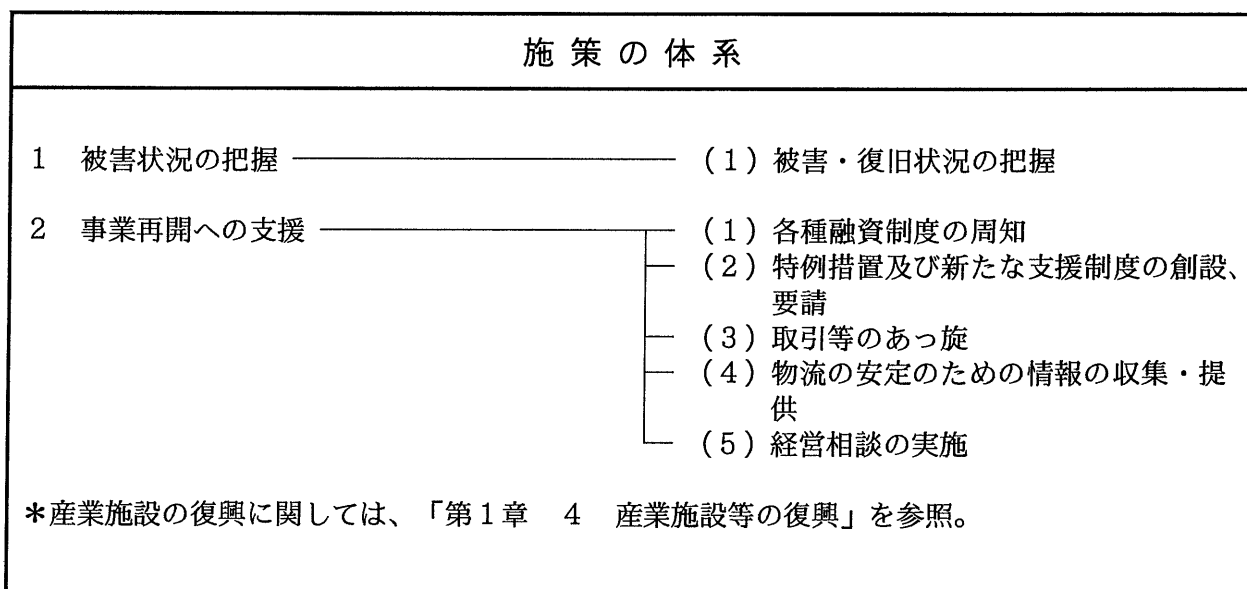 施策の体系
1　被害状況の把握　（1）被害・復旧状況の把握
2　事業再開への支援　（1）各種融資制度の周知
（2）特例措置及び新たな支援制度の創設、
要請
（3）取引等のあっ旋
（4）物流の安定のための情報の収集・提
供
（5）経営相談の実施
＊産業施設の復興に関しては、「第1章　4　産業施設等の復興」を参照。